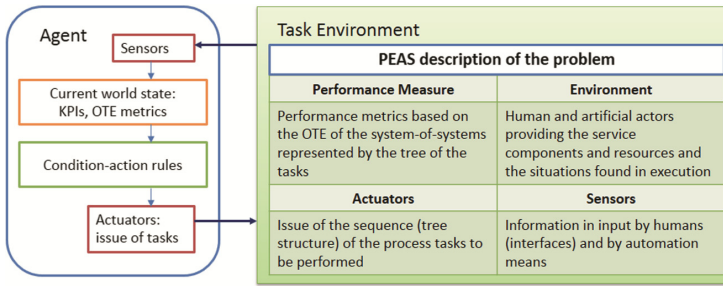 Agent
Sensors
Current world state:
KPIs, OTE metrics
Condition-action rules
Actuators:
issue of tasks
Task Environment
PEAS description of the problem
Performance Measure
Performance metrics based on
the OTE of the system-of-systems
represented by the tree of the
tasks
Environment
Human and artificial actors
providing the service
components and resources and
the situations found in execution
Actuators
Issue of the sequence (tree
structure) of the process tasks to
be performed
Sensors
Information in input by humans
(interfaces) and by automation
means